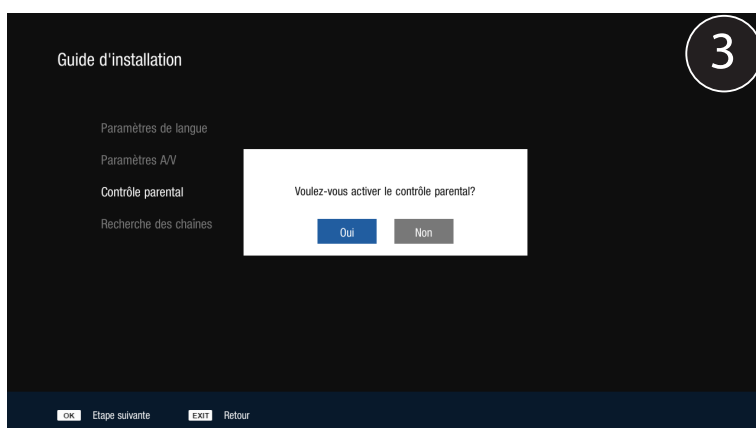 Guide d'installation
3
Paramètres de langue
Paramètres A/V
Contrôle parental
Recherche des chaînes
Voulez-vous activer le contrôle parental?
Oui Non
OK Etape suivante EXIT Retour